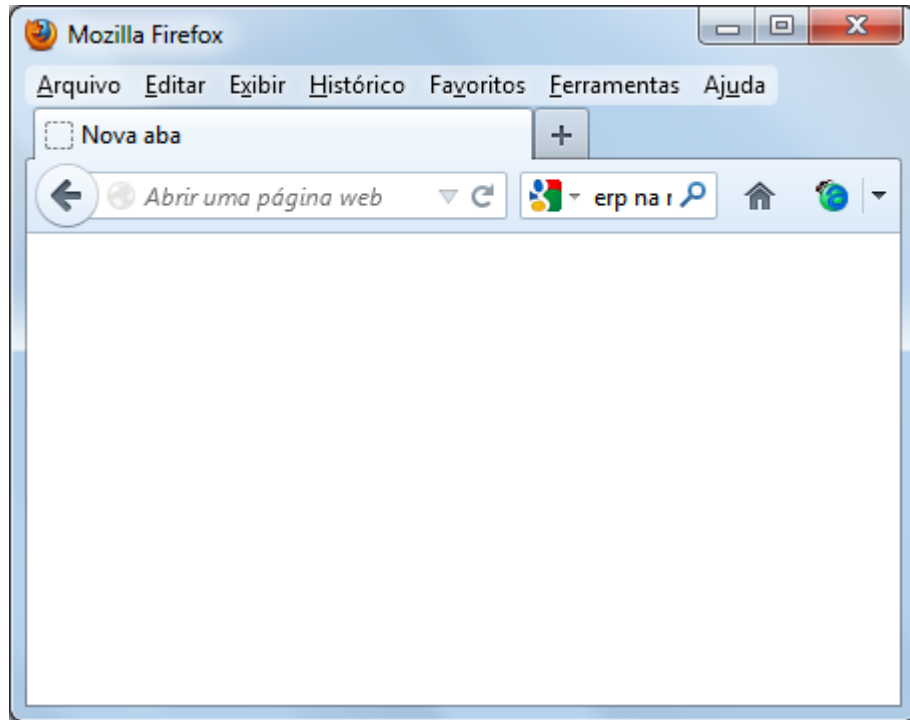 Mozilla Firefox
Arquivo Editar Exibir Histórico Favoritos Ferramentas Ajuda
Nova aba
Abrir uma página web erp na